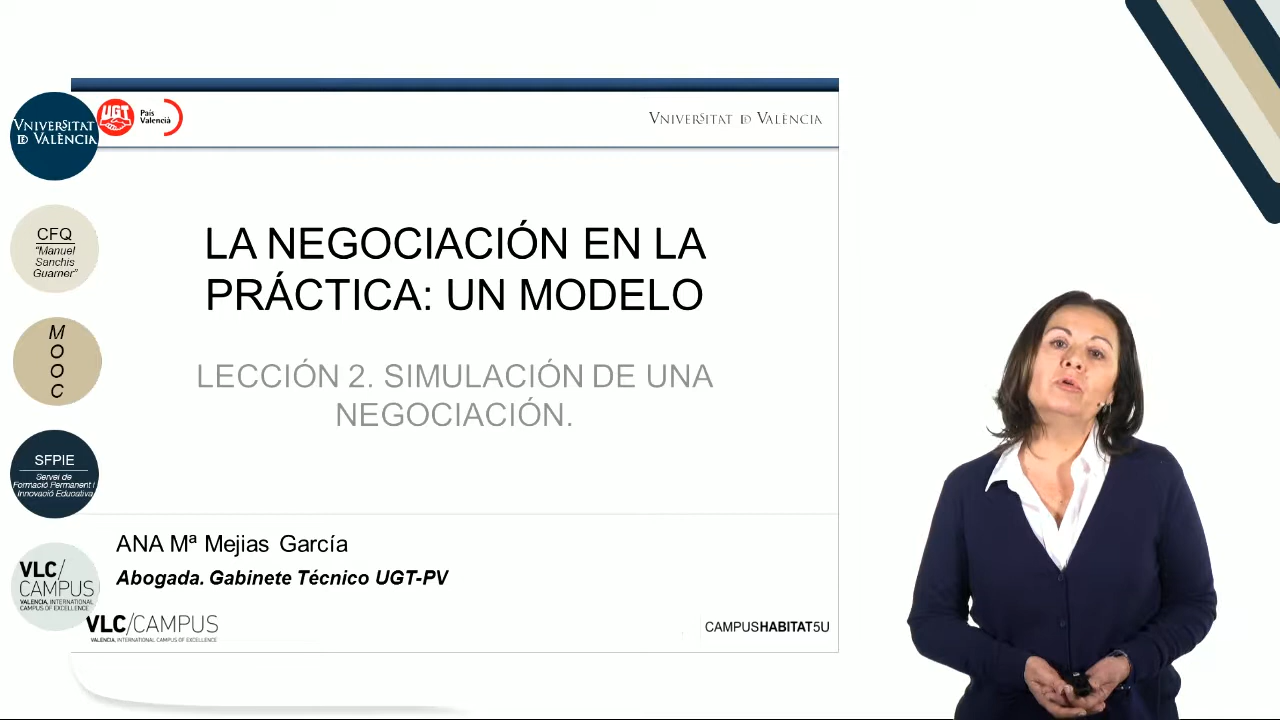 VNIVERSITAT
DD VALÈNCIA
CFQ
"Manuel
Sanchis
Guarner"
M
O
O
C
SFPIE
Servei de
Formació Permanent i
Innovació Educativa
VLC/
CAMPUS
VALENCIA, INTERNATIONAL
CAMPUS OF EXCELLENCE
UGT
País
Valencià
VNIVERSITAT DD VALÈNCIA
LA NEGOCIACIÓN EN LA
PRÁCTICA: UN MODELO
LECCIÓN 2. SIMULACIÓN DE UNA
NEGOCIACIÓN.
ANA Mª Mejias García
Abogada. Gabinete Técnico UGT-PV
VLC/CAMPUS
VALENCIA, INTERNATIONAL CAMPUS OF EXCELLENCE
CAMPUSHABITAT5U